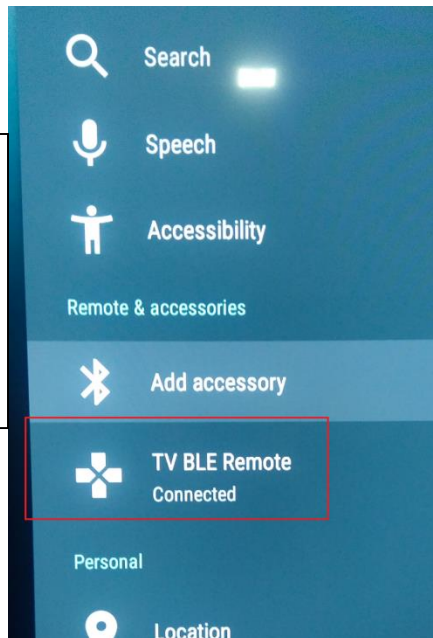 Search
Speech
Accessibility
Remote & accessories
Add accessory
TV BLE Remote
Connected
Personal
Location